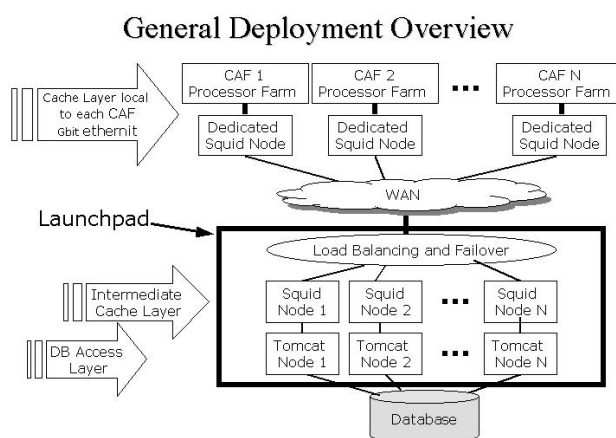 General Deployment Overview
Cache Layer local
to each CAF
Gbit ethernit
CAF 1
Processor Farm
CAF 2
Processor Farm
...
CAF N
Processor Farm
Dedicated
Squid Node
Dedicated
Squid Node
Dedicated
Squid Node
WAN
Launchpad
Load Balancing and Failover
Intermediate
Cache Layer
Squid
Node 1
Squid
Node 2
...
Squid
Node N
DB Access
Layer
Tomcat
Node 1
Tomcat
Node 2
...
Tomcat
Node N
Database